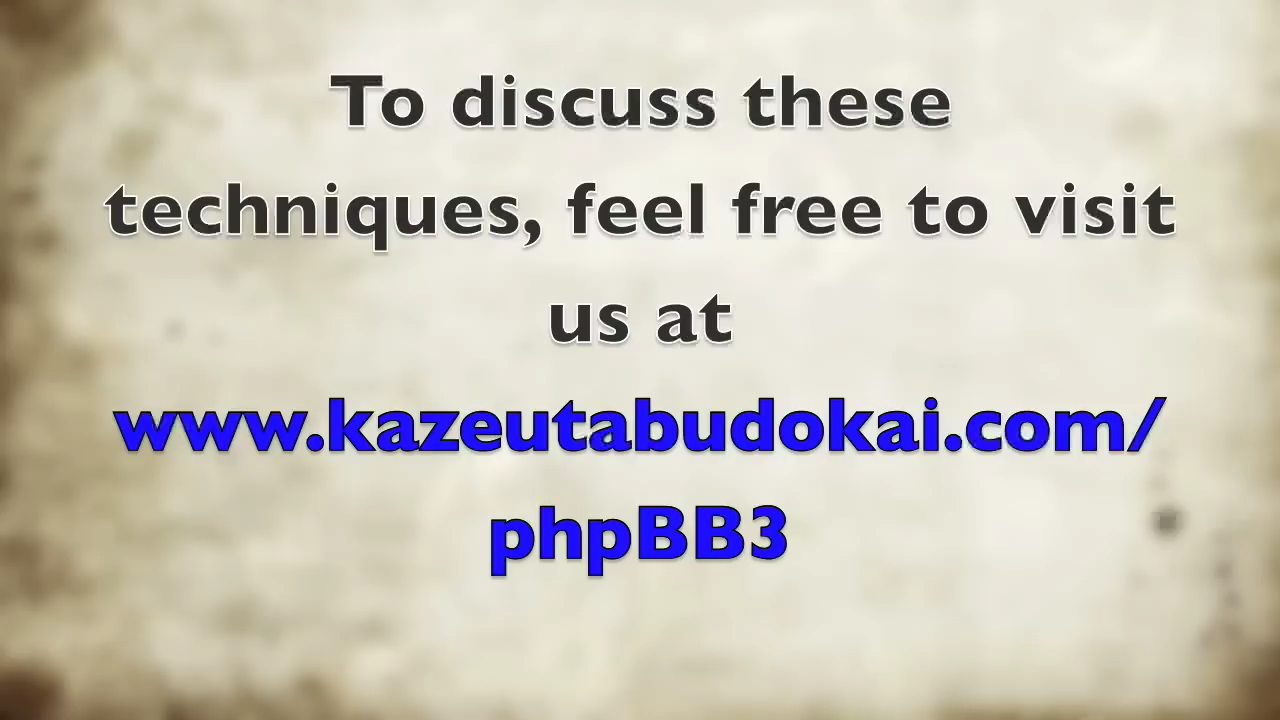 To discuss these
techniques, feel free to visit
us at
www.kazeutabudokai.com/
phpBB3